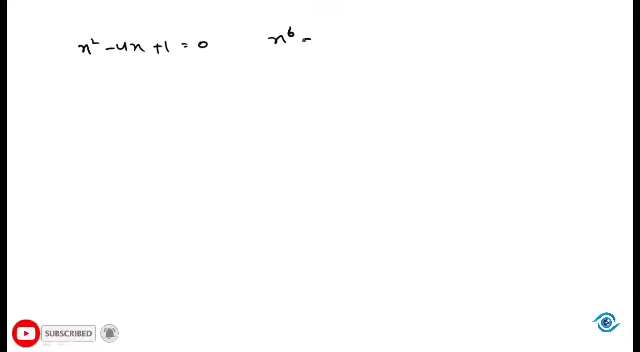 x² - 4x + 1 = 0 x⁶ =
SUBSCRIBED